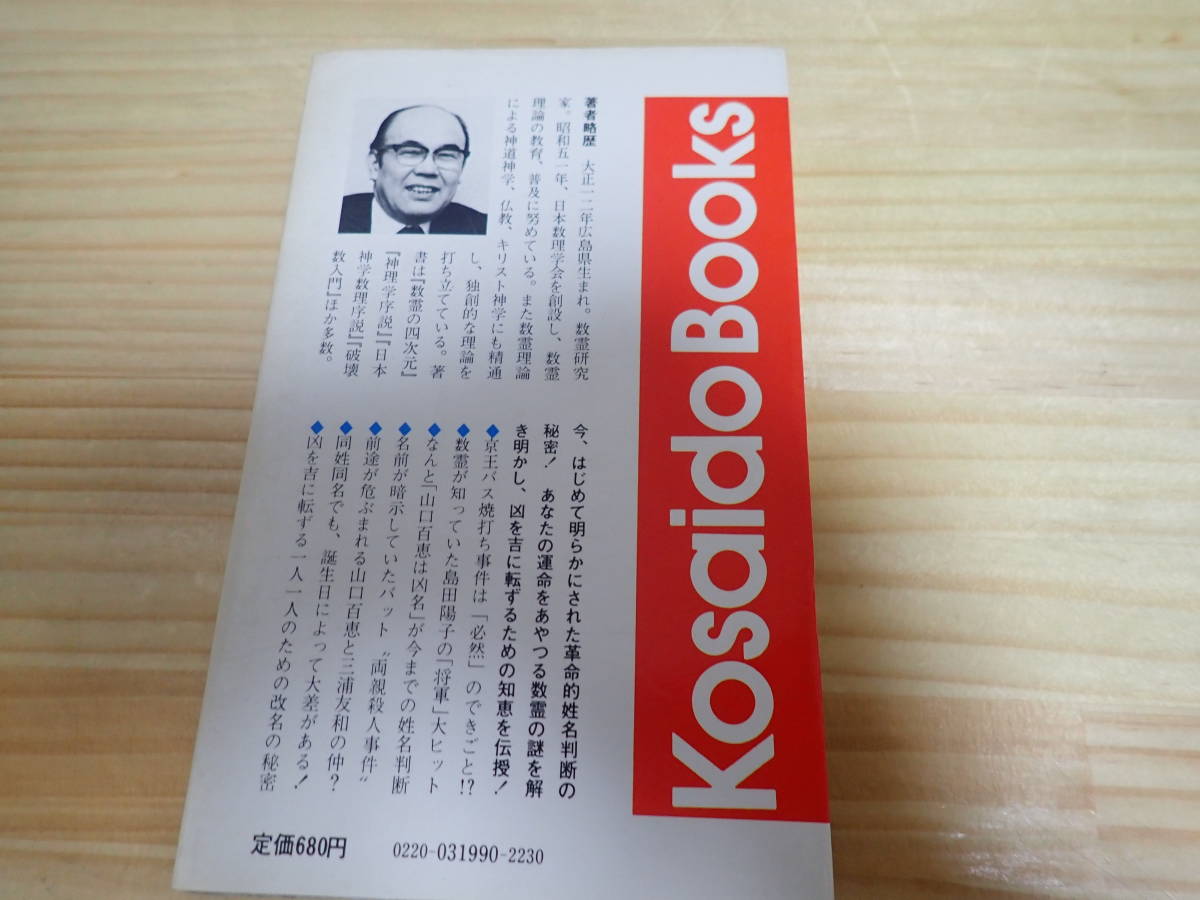 Kosaido Books
著者略歴　大正一二年広島県生まれ。数霊研究
家。昭和五一年、日本数理学会を創設し、数霊
理論の教育、普及に努めている。また数霊理論
による神道神学、仏教、キリスト神学にも精通
し、独創的な理論を
打ち立てている。著
書は『数霊の四次元』
『神理学序説』『日本
神学数理序説』『破壊
数入門』ほか多数。
今、はじめて明らかにされた革命的姓名判断の
秘密！　あなたの運命をあやつる数霊の謎を解
き明かし、凶を吉に転ずるための知恵を伝授！
◆京王バス焼打ち事件は「必然」のできごと!?
◆数霊が知っていた島田陽子の「将軍」大ヒット
◆なんと「山口百恵は凶名」が今までの姓名判断
◆名前が暗示していたバット〝両親殺人事件〟
◆前途が危ぶまれる山口百恵と三浦友和の仲？
◆同姓同名でも、誕生日によって大差がある！
◆凶を吉に転ずる一人一人のための改名の秘密
定価680円
0220-031990-2230